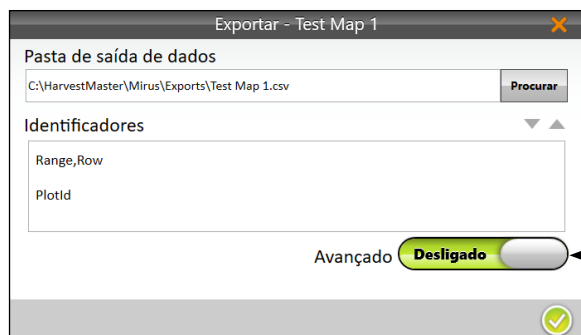 Exportar - Test Map 1
Pasta de saída de dados
C:\HarvestMaster\Mirus\Exports\Test Map 1.csv
Procurar
Identificadores
Range,Row
PlotId
Avançado
Desligado